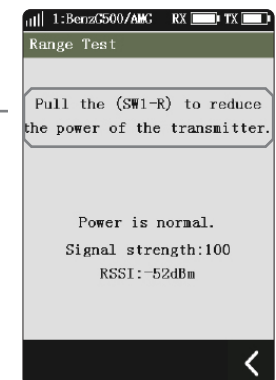 1:BenzG500/AMG RX TX
Range Test
Pull the (SW1-R) to reduce
the power of the transmitter.
Power is normal.
Signal strength:100
RSSI:-52dBm